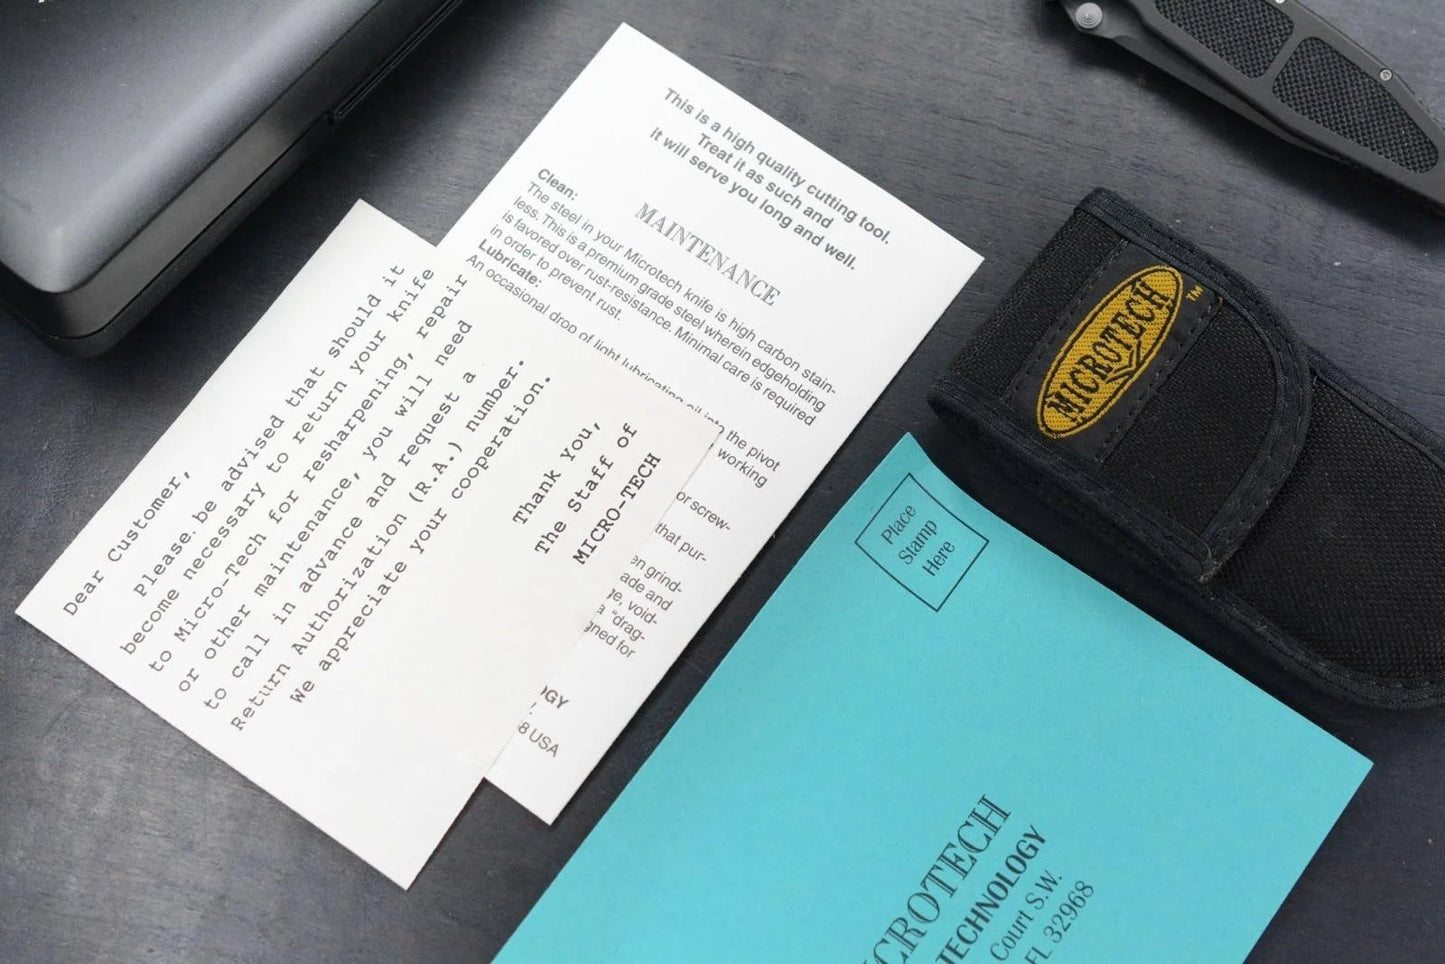 Dear Customer,
Please be advised that should it
become necessary to return your knife
to Micro-Tech for resharpening, repair
or other maintenance, you will need
to call in advance and request a
Return Authorization (R.A.) number.
We appreciate your cooperation.
Thank You,
The Staff of
MICRO-TECH
This is a high quality cutting tool.
Treat it as such and
it will serve you long and well.
MAINTENANCE
Clean:
The steel in your Microtech knife is high carbon stain-
less. This is a premium grade steel wherein edgeholding
is favored over rust-resistance. Minimal care is required
in order to prevent rust.
Lubricate:
An occasional drop of light lubricating oil into the pivot
working
or screw-
that pur-
en grind-
ade and
ge, void-
a "drag-
gned for
OGY
8 USA
MICROTECH
TM
Place
Stamp
Here
CROTECH
TECHNOLOGY
Court S.W.
FL 32968